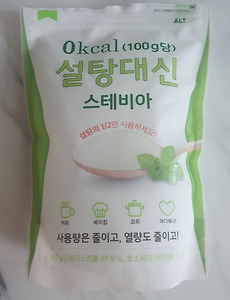 ALT
0kcal(100g당)
설탕대신
스테비아
설탕의 1/2만 사용하세요!
커피 베이킹 요리 어디에나!
사용량은 줄이고, 열량도 줄이고!